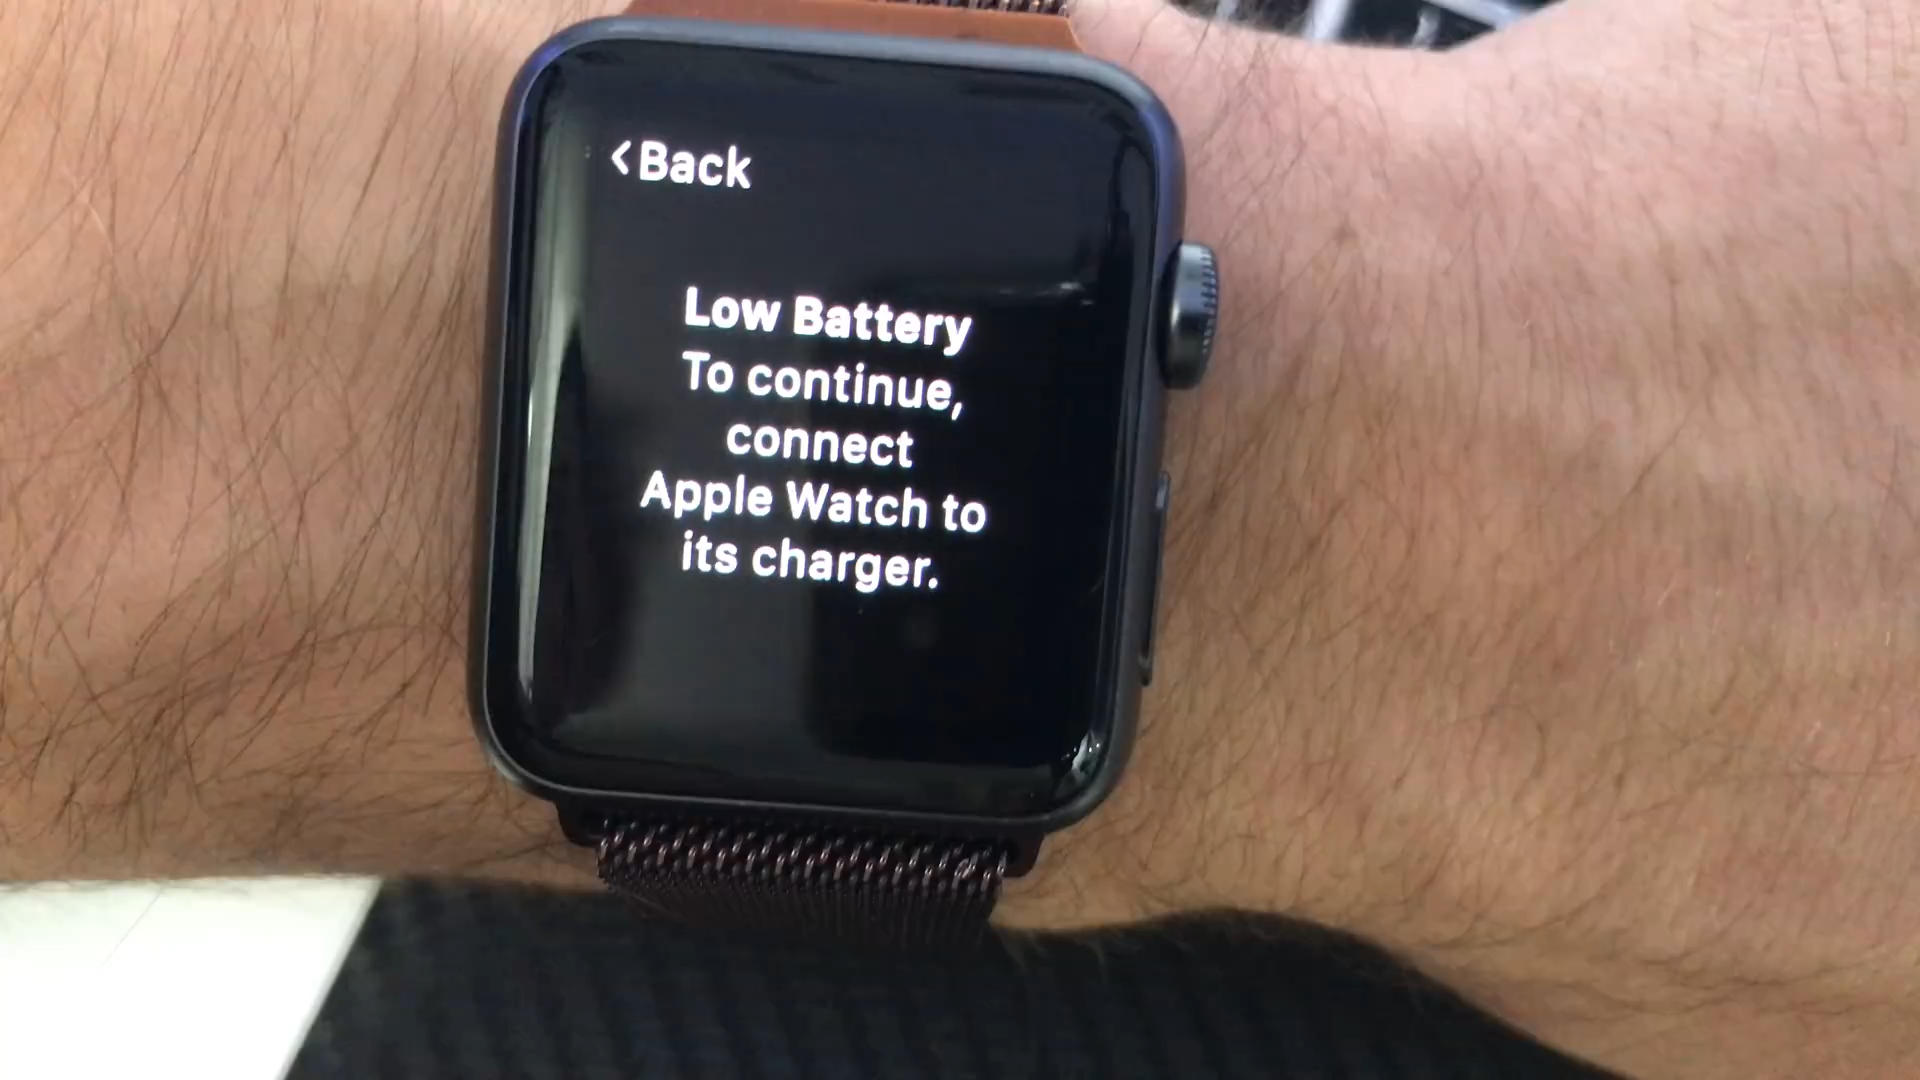 <Back
Low Battery
To continue,
connect
Apple Watch to
its charger.